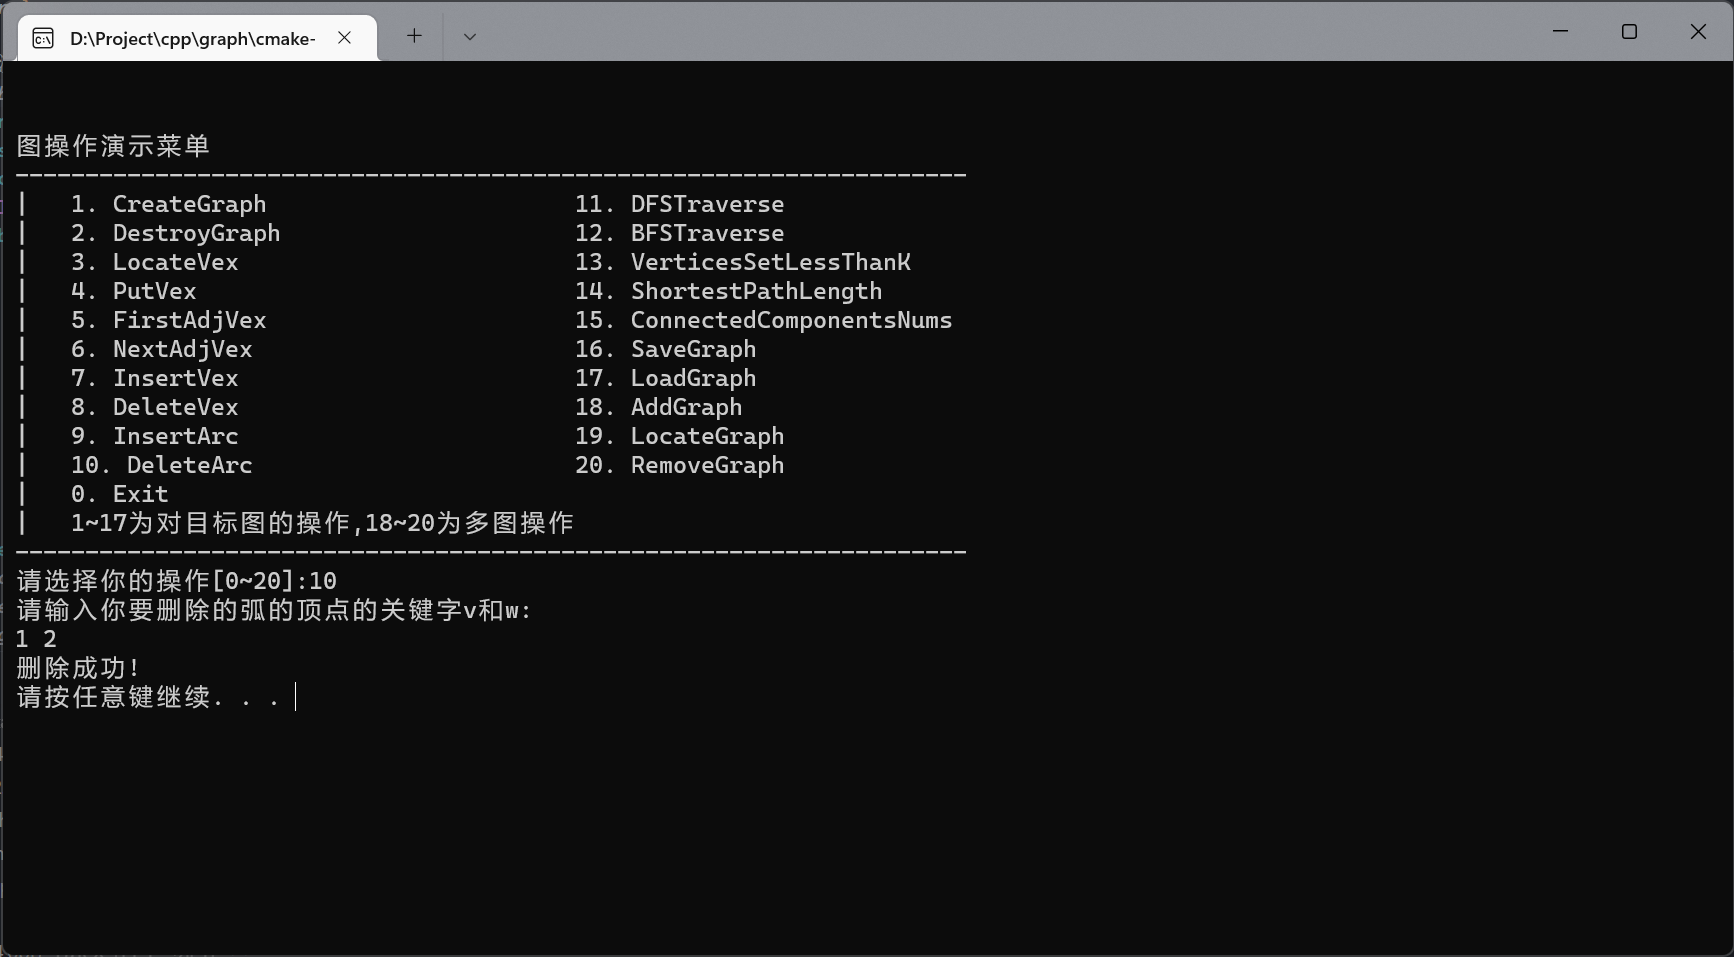 D:\Project\cpp\graph\cmake-
图操作演示菜单
--------------------------------------------------------------------
|   1. CreateGraph                      11. DFSTraverse
|   2. DestroyGraph                     12. BFSTraverse
|   3. LocateVex                        13. VerticesSetLessThanK
|   4. PutVex                           14. ShortestPathLength
|   5. FirstAdjVex                      15. ConnectedComponentsNums
|   6. NextAdjVex                       16. SaveGraph
|   7. InsertVex                        17. LoadGraph
|   8. DeleteVex                        18. AddGraph
|   9. InsertArc                        19. LocateGraph
|   10. DeleteArc                       20. RemoveGraph
|   0. Exit
|   1~17为对目标图的操作,18~20为多图操作
--------------------------------------------------------------------
请选择你的操作[0~20]:10
请输入你要删除的弧的顶点的关键字v和w:
1 2
删除成功!
请按任意键继续. . .